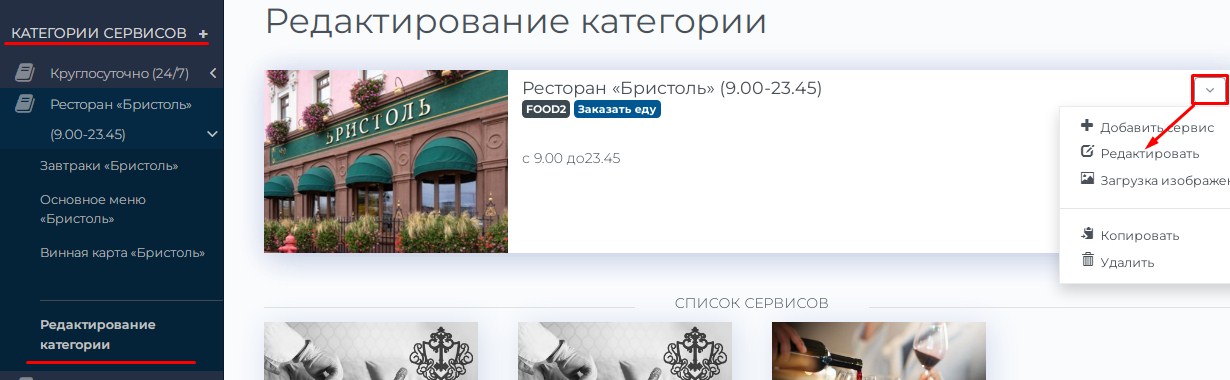 КАТЕГОРИИ СЕРВИСОВ +
Круглосуточно (24/7)
Ресторан «Бристоль»
(9.00-23.45)
Завтраки «Бристоль»
Основное меню
«Бристоль»
Винная карта «Бристоль»
Редактирование
категории
Редактирование категории
БРИСТОЛЬ
Ресторан «Бристоль» (9.00-23.45)
FOOD2 Заказать еду
с 9.00 до23.45
Добавить сервис
Редактировать
Загрузка изображен
Копировать
Удалить
СПИСОК СЕРВИСОВ